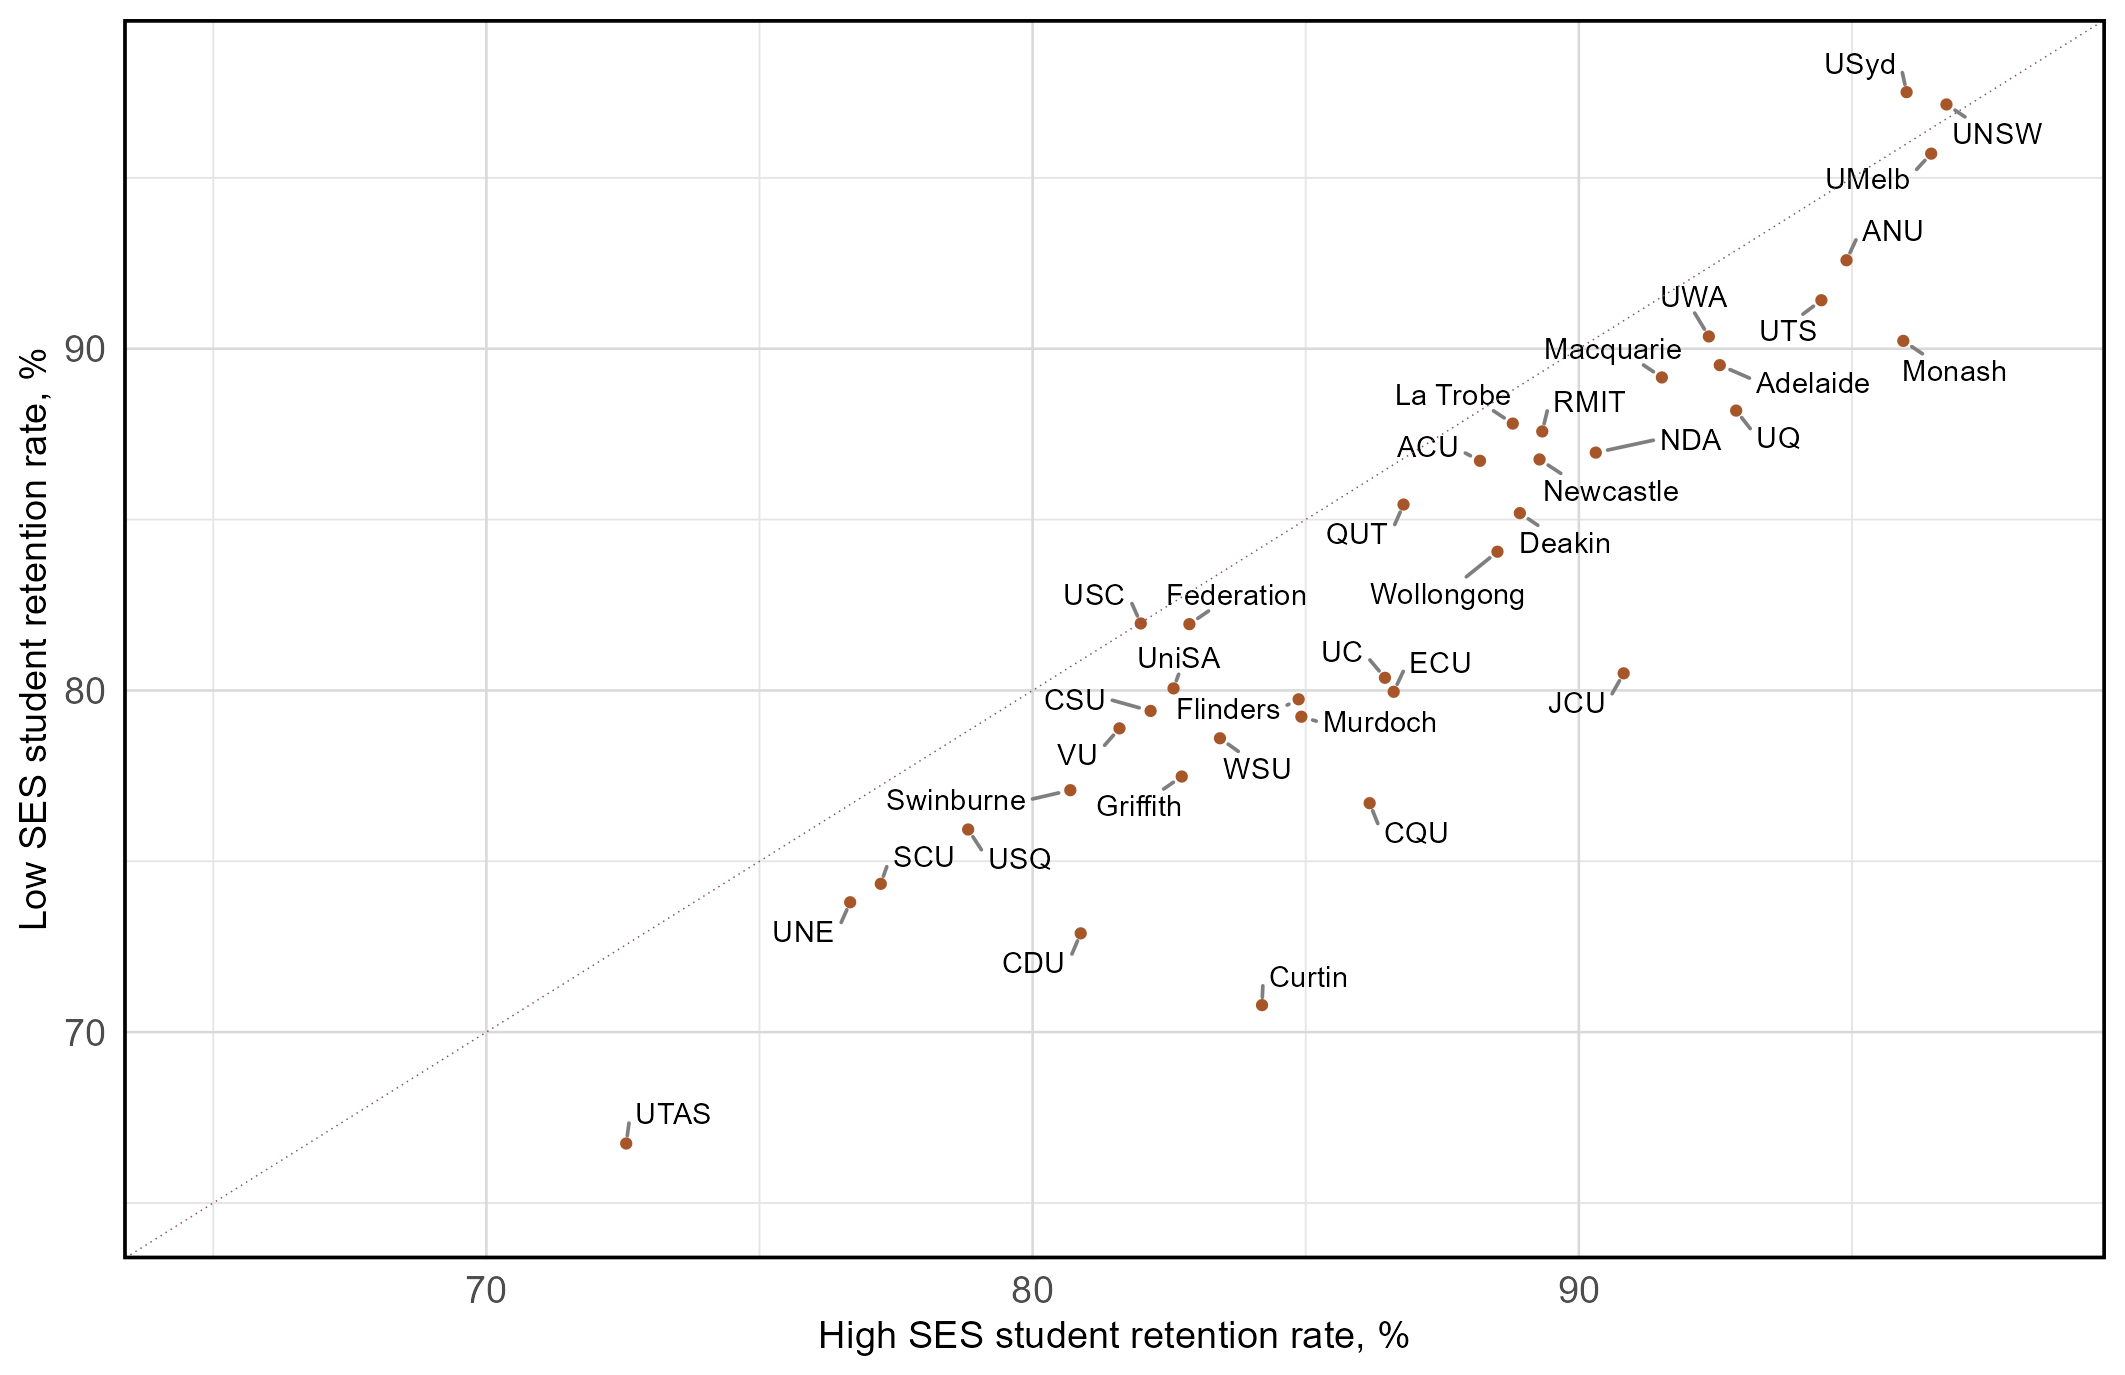 USyd
UNSW
UMelb
ANU
UWA
UTS
Macquarie
Monash
Adelaide
La Trobe
RMIT
UQ
NDA
ACU
Newcastle
QUT
Deakin
Wollongong
USC
Federation
UC
ECU
UniSA
JCU
CSU
Flinders
Murdoch
VU
WSU
Swinburne
Griffith
CQU
SCU
USQ
UNE
CDU
Curtin
UTAS
90
80
70
Low SES student retention rate, %
70
80
90
High SES student retention rate, %